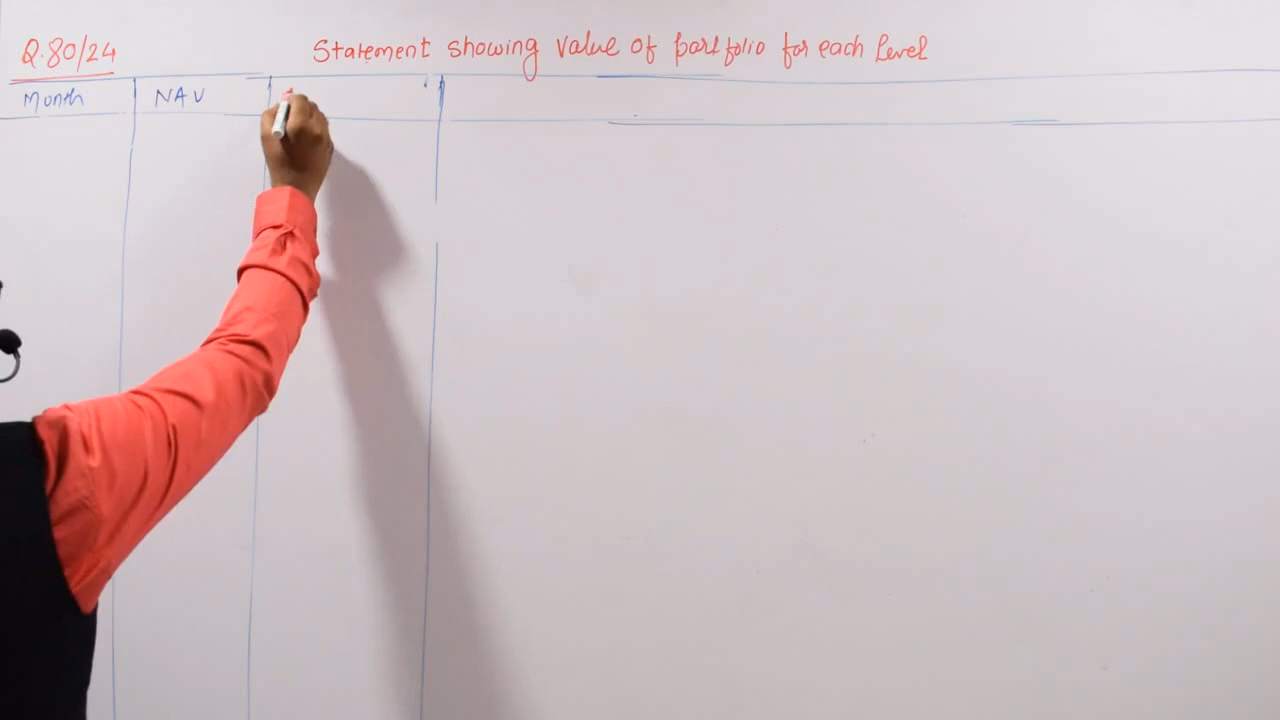 Q.80/24 Statement showing value of portfolio for each level
Month NAV